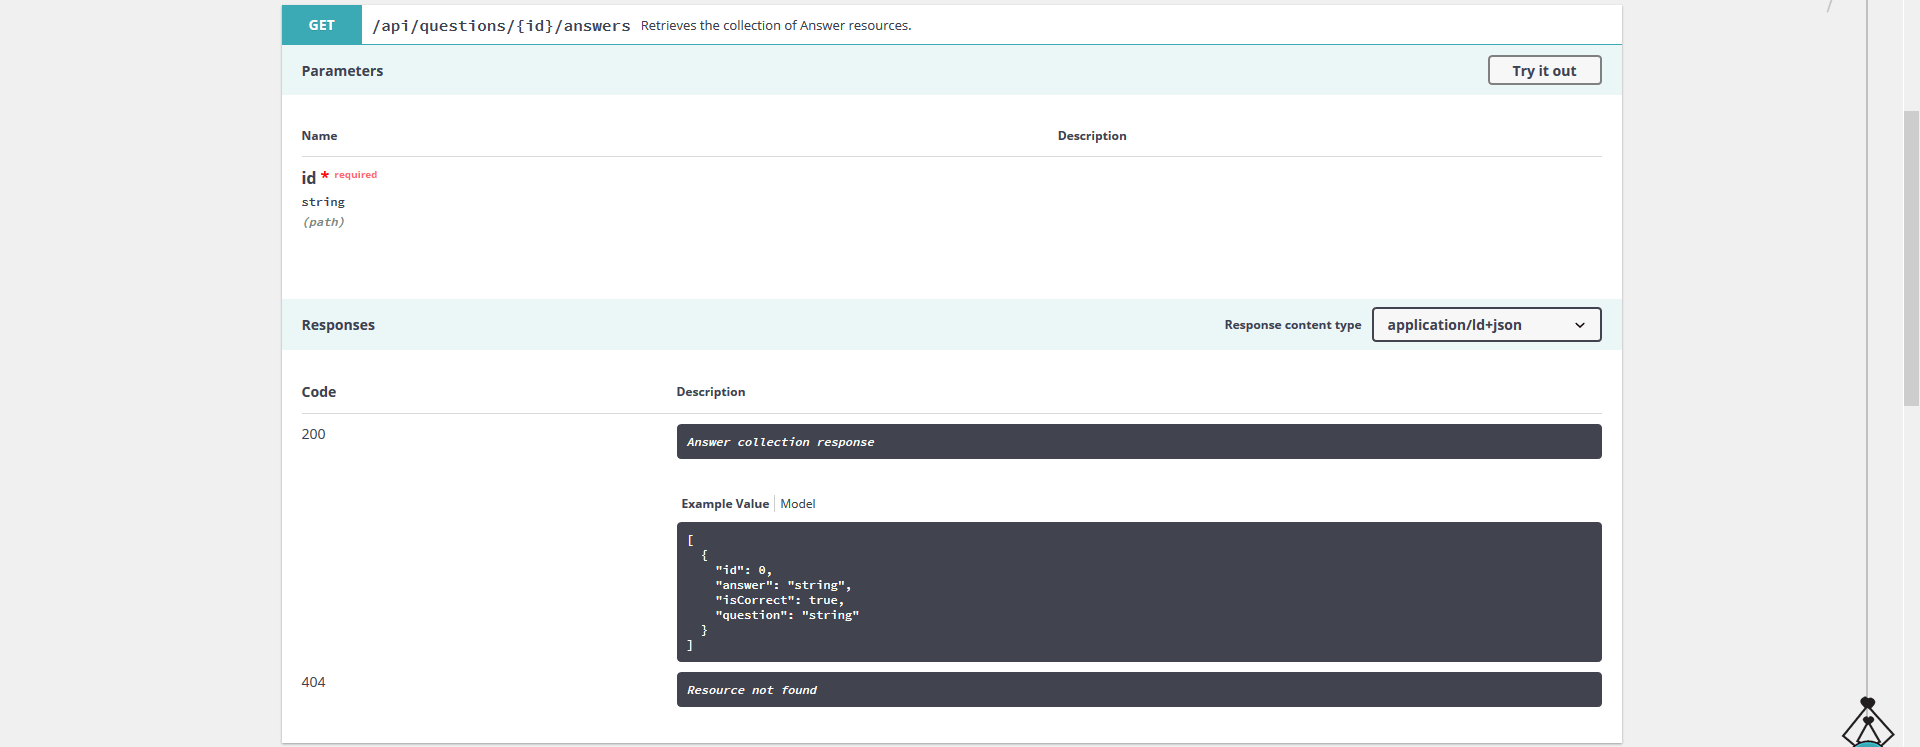 GET /api/questions/{id}/answers Retrieves the collection of Answer resources.
Parameters Try it out
Name Description
id * required
string
(path)
Responses Response content type application/ld+json
Code Description
200 Answer collection response
Example Value Model
[
  {
    "id": 0,
    "answer": "string",
    "isCorrect": true,
    "question": "string"
  }
]
404 Resource not found